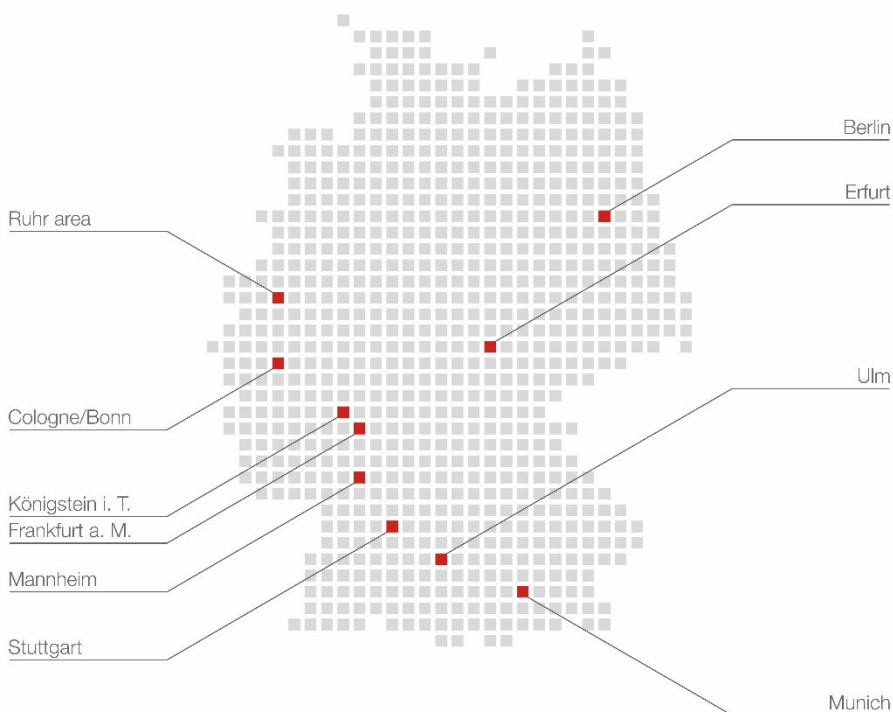 Berlin
Erfurt
Ruhr area
Ulm
Cologne/Bonn
Königstein i. T.
Frankfurt a. M.
Mannheim
Stuttgart
Munich